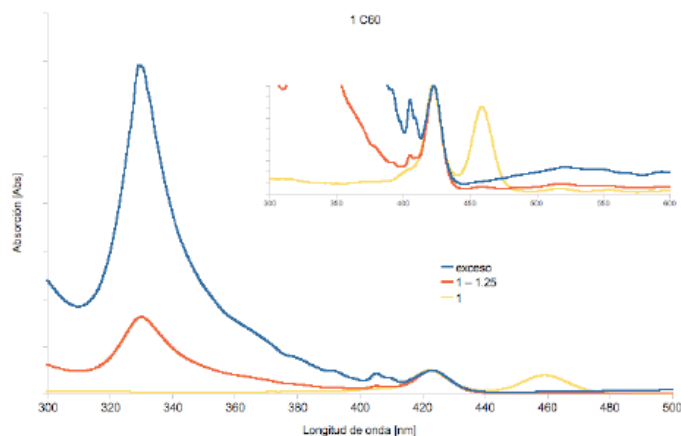 1 C60
300 350 400 450 500 550 600
Absorción [Abs]
exceso
1 – 1.25
1
300 320 340 360 380 400 420 440 460 480 500
Longitud de onda [nm]